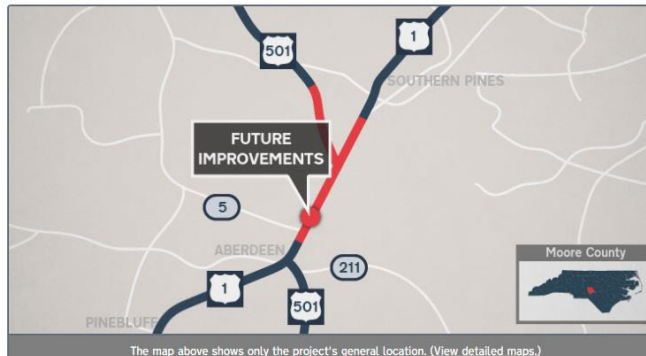 501
1
SOUTHERN PINES
FUTURE
IMPROVEMENTS
5
ABERDEEN
211
Moore County
1
501
PINEBLUFF
The map above shows only the project's general location. (View detailed maps.)